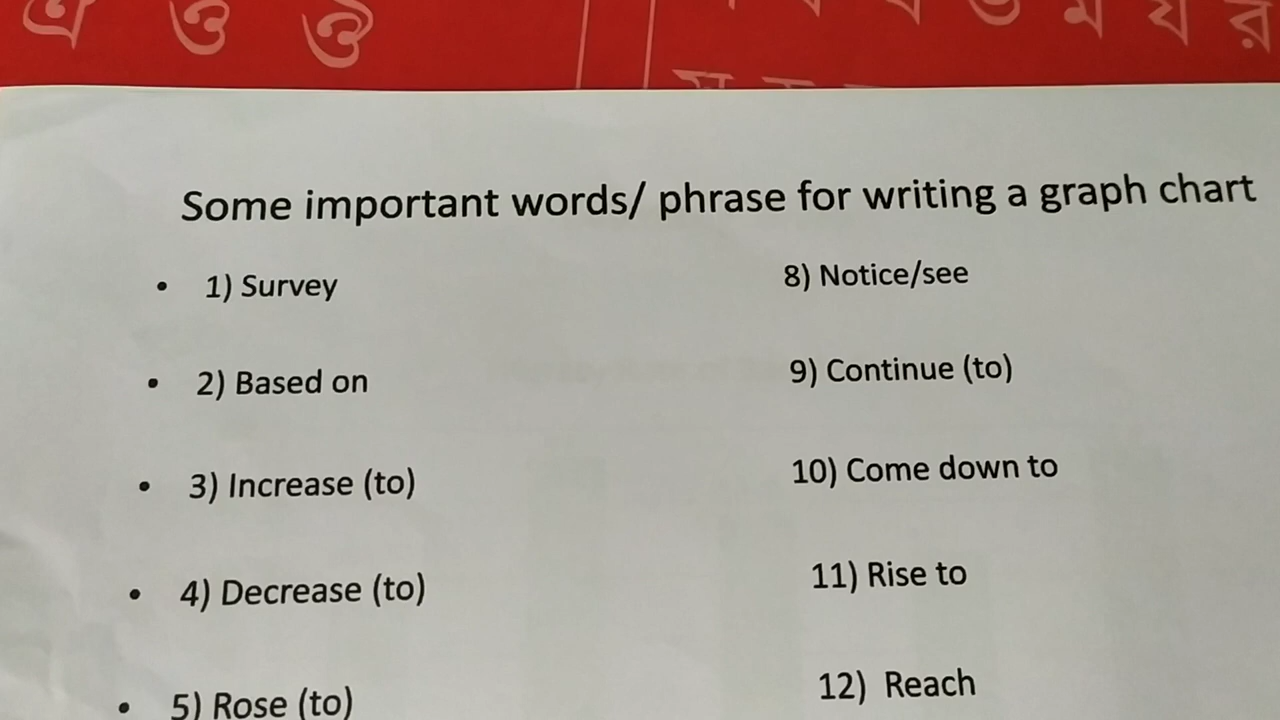 এ ও ঔ ম য র
Some important words/ phrase for writing a graph chart
• 1) Survey
• 2) Based on
• 3) Increase (to)
• 4) Decrease (to)
• 5) Rose (to)
8) Notice/see
9) Continue (to)
10) Come down to
11) Rise to
12) Reach